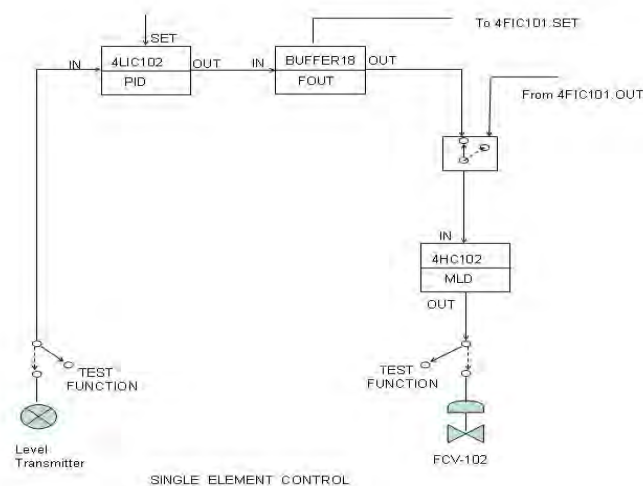 To 4FIC101.SET
SET
IN
4LIC102
OUT
IN
BUFFER18
OUT
PID
FOUT
From 4FIC101.OUT
IN
4HC102
MLD
OUT
TEST
FUNCTION
TEST
FUNCTION
Level
Transmitter
FCV-102
SINGLE ELEMENT CONTROL